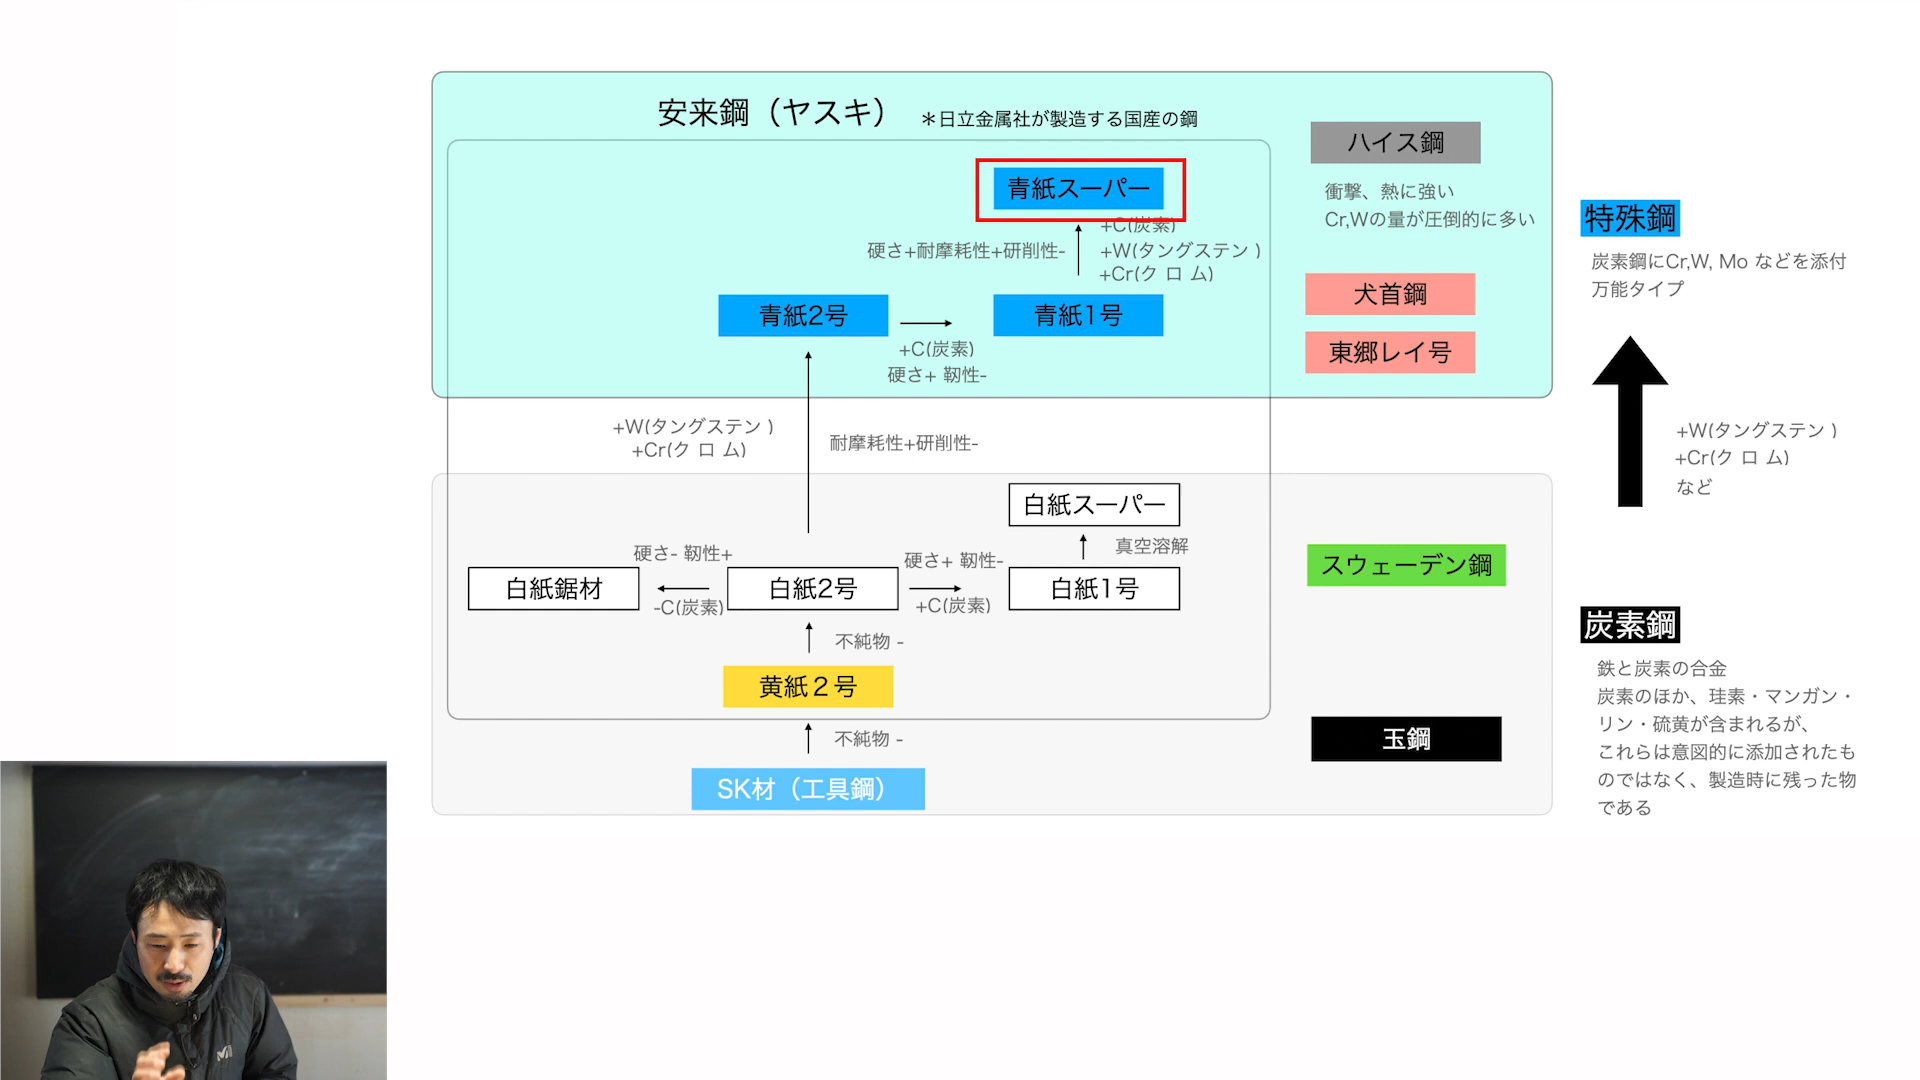 安来鋼（ヤスキ）
＊日立金属社が製造する国産の鋼
青紙スーパー
+C(炭素)
硬さ+耐摩耗性+研削性-
+W(タングステン )
+Cr(ク ロ ム)
青紙2号
青紙1号
+C(炭素)
硬さ+ 靭性-
ハイス鋼
衝撃、熱に強い
Cr,Wの量が圧倒的に多い
犬首鋼
東郷レイ号
特殊鋼
炭素鋼にCr,W, Mo などを添付
万能タイプ
+W(タングステン )
+Cr(ク ロ ム)
耐摩耗性+研削性-
+W(タングステン )
+Cr(ク ロ ム)
など
白紙スーパー
真空溶解
硬さ- 靭性+
硬さ+ 靭性-
白紙鋸材
-C(炭素)
白紙2号
+C(炭素)
白紙1号
不純物 -
黄紙２号
不純物 -
SK材（工具鋼）
スウェーデン鋼
玉鋼
炭素鋼
鉄と炭素の合金
炭素のほか、珪素・マンガン・
リン・硫黄が含まれるが、
これらは意図的に添加されたも
のではなく、製造時に残った物
である